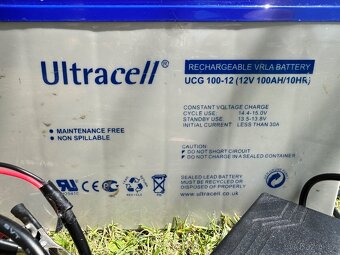 Ultracell®
RECHARGEABLE VRLA BATTERY
UCG 100-12 (12V 100AH/10HR)
CONSTANT VOLTAGE CHARGE
CYCLE USE 14.4-15.0V
STANDBY USE 13.5-13.8V
INITIAL CURRENT LESS THAN 30A
• MAINTENANCE FREE
• NON SPILLABLE
CAUTION
DO NOT SHORT CIRCUIT
DO NOT CHARGE IN A SEALED CONTAINER
SEALED LEAD BATTERY
MUST BE RECYCLED OR
DISPOSED OF PROPERLY
www.ultracell.co.uk
Pb